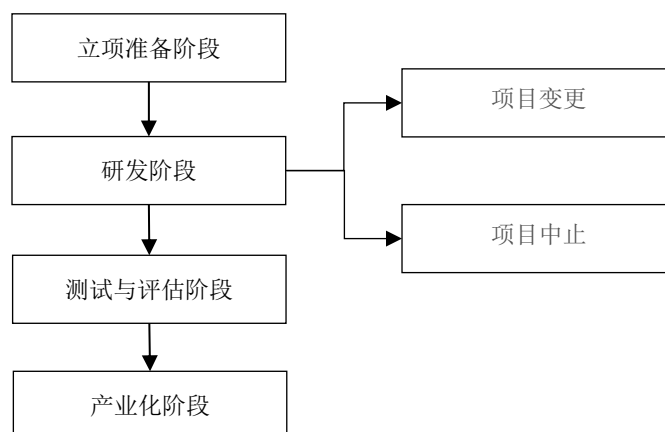 立项准备阶段
项目变更
研发阶段
项目中止
测试与评估阶段
产业化阶段